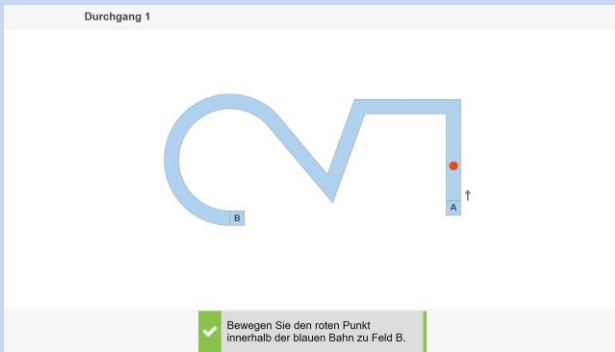 Durchgang 1
A
B
Bewegen Sie den roten Punkt
innerhalb der blauen Bahn zu Feld B.